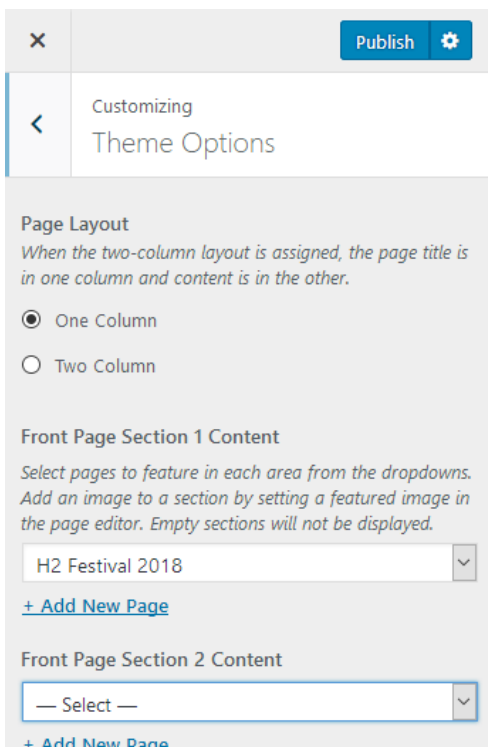 Publish
Customizing
Theme Options
Page Layout
When the two-column layout is assigned, the page title is
in one column and content is in the other.
One Column
Two Column
Front Page Section 1 Content
Select pages to feature in each area from the dropdowns.
Add an image to a section by setting a featured image in
the page editor. Empty sections will not be displayed.
H2 Festival 2018
+ Add New Page
Front Page Section 2 Content
— Select —
+ Add New Page